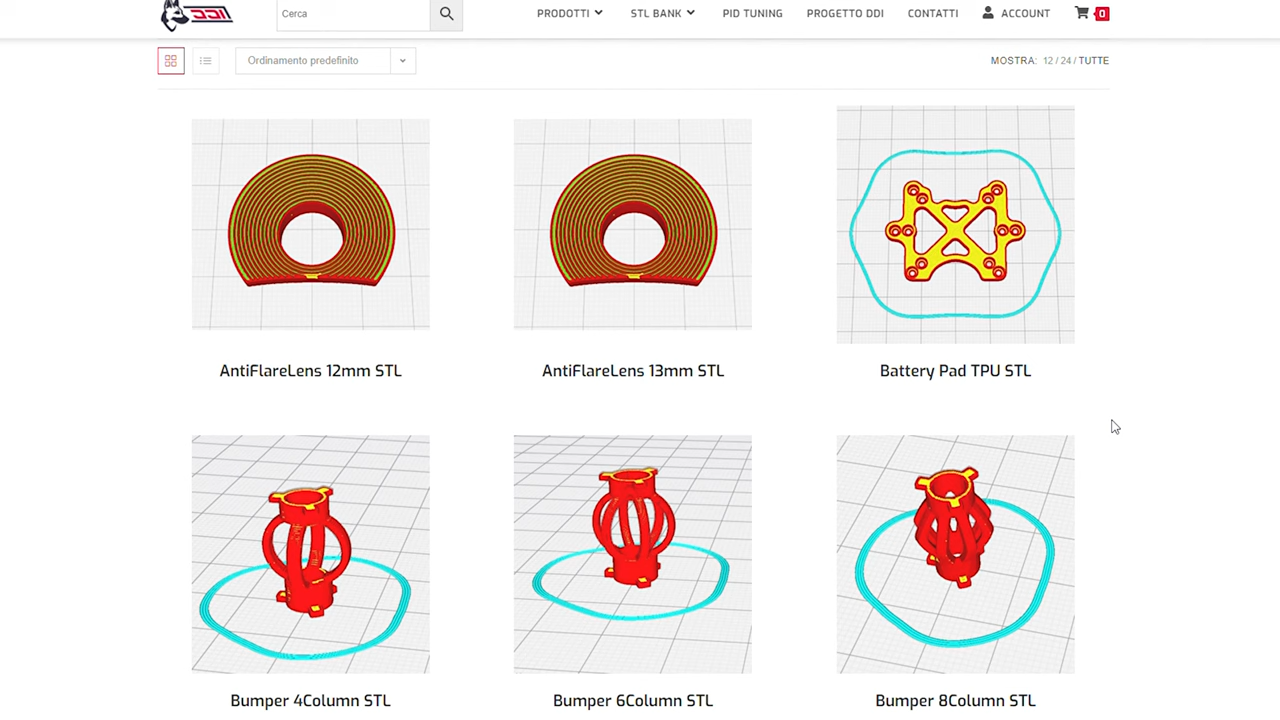 DDI
Cerca
PRODOTTI
STL BANK
PID TUNING
PROGETTO DDI
CONTATTI
ACCOUNT
0
Ordinamento predefinito
MOSTRA: 12 / 24 / TUTTE
AntiFlareLens 12mm STL
AntiFlareLens 13mm STL
Battery Pad TPU STL
Bumper 4Column STL
Bumper 6Column STL
Bumper 8Column STL